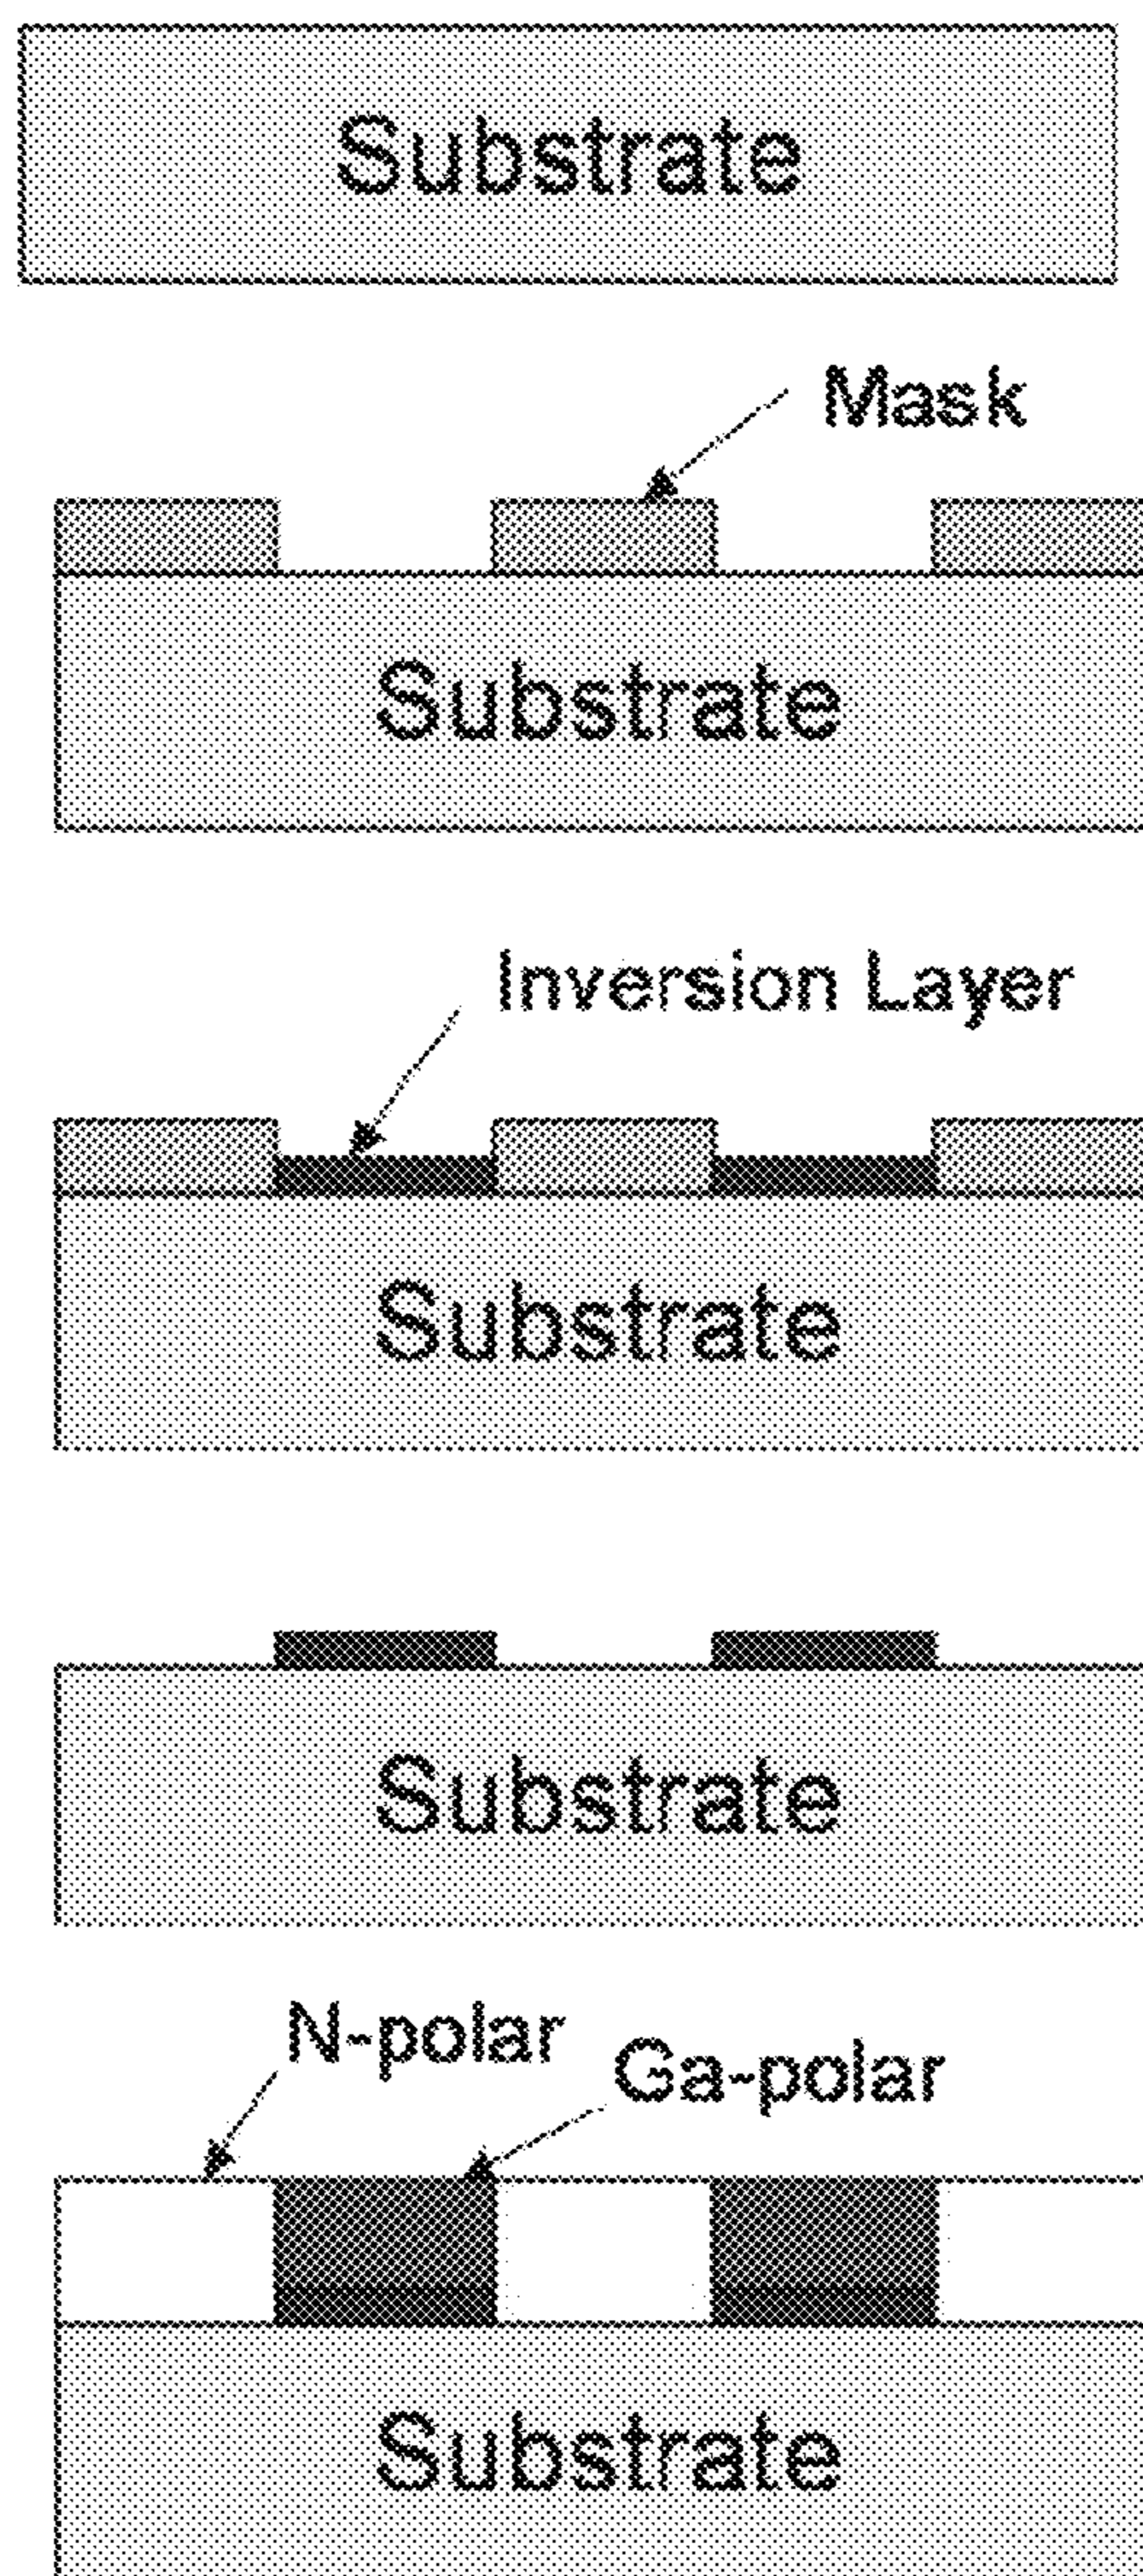 Substrate
Mask
Substrate
Inversion Layer
Substrate
Substrate
N-polar
Ga-polar
Substrate